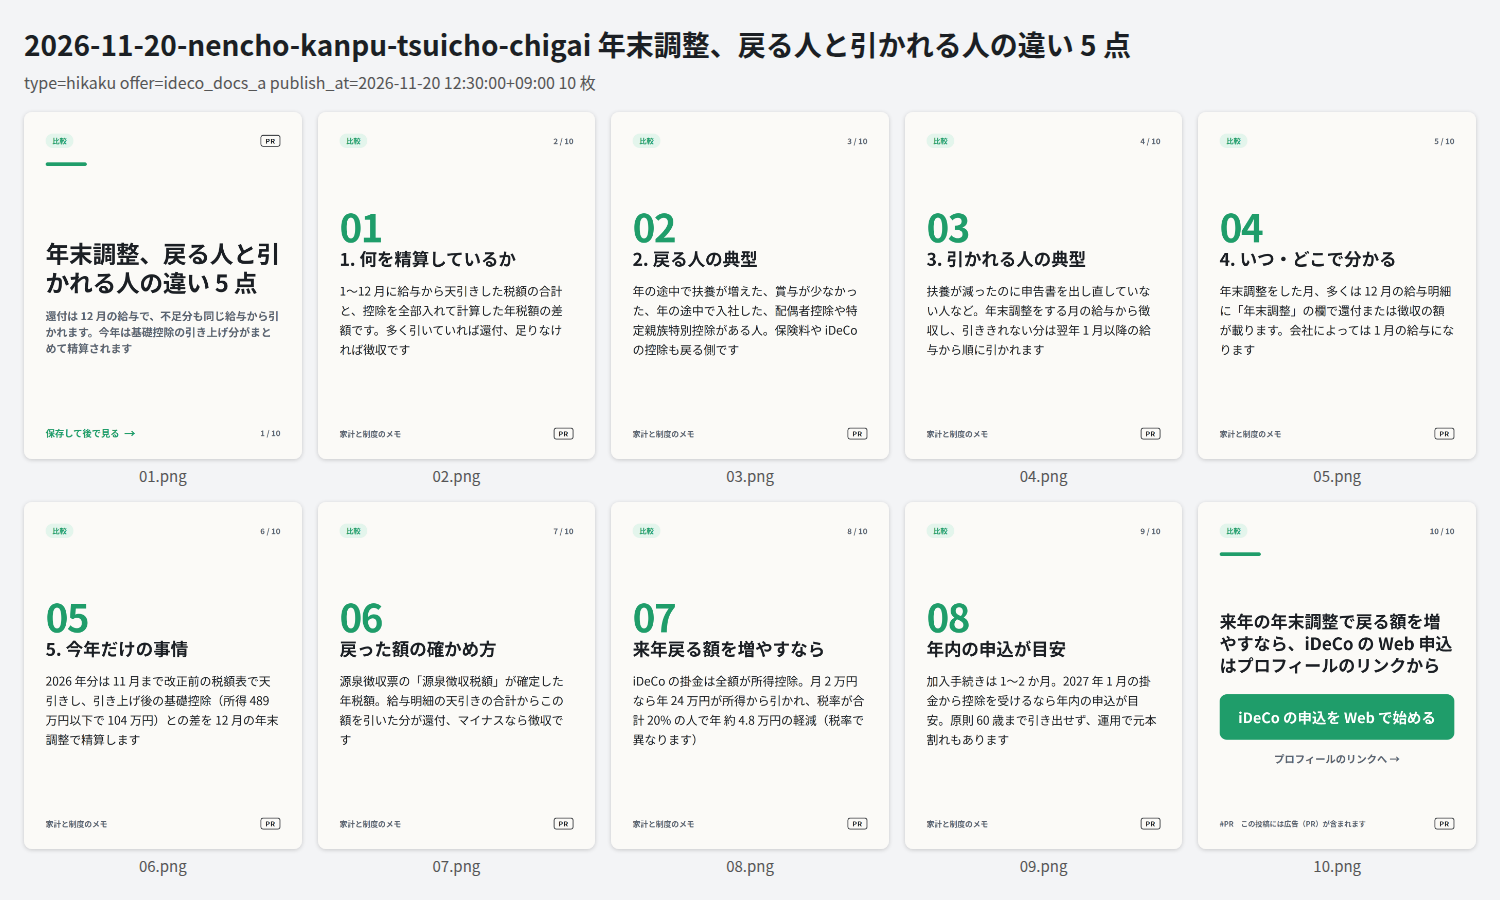 2026-11-20-nencho-kanpu-tsuicho-chigai 年末調整、戻る人と引かれる人の違い 5 点
type=hikaku offer=ideco_docs_a publish_at=2026-11-20 12:30:00+09:00 10 枚
比較
PR
年末調整、戻る人と引
かれる人の違い 5 点
還付は 12 月の給与で、不足分も同じ給与から引
かれます。今年は基礎控除の引き上げ分がまと
めて精算されます
保存して後で見る →
1 / 10
01.png
比較
2 / 10
01
1. 何を精算しているか
1〜12 月に給与から天引きした税額の合計
と、控除を全部入れて計算した年税額の差
額です。多く引いていれば還付、足りなけ
れば徴収です
家計と制度のメモ
PR
02.png
比較
3 / 10
02
2. 戻る人の典型
年の途中で扶養が増えた、賞与が少なかっ
た、年の途中で入社した、配偶者控除や特
定親族特別控除がある人。保険料や iDeCo
の控除も戻る側です
家計と制度のメモ
PR
03.png
比較
4 / 10
03
3. 引かれる人の典型
扶養が減ったのに申告書を出し直していな
い人など。年末調整をする月の給与から徴
収し、引ききれない分は翌年 1 月以降の給
与から順に引かれます
家計と制度のメモ
PR
04.png
比較
5 / 10
04
4. いつ・どこで分かる
年末調整をした月、多くは 12 月の給与明細
に「年末調整」の欄で還付または徴収の額
が載ります。会社によっては 1 月の給与にな
ります
家計と制度のメモ
PR
05.png
比較
6 / 10
05
5. 今年だけの事情
2026 年分は 11 月まで改正前の税額表で天
引きし、引き上げ後の基礎控除（所得 489
万円以下で 104 万円）との差を 12 月の年末
調整で精算します
家計と制度のメモ
PR
06.png
比較
7 / 10
06
戻った額の確かめ方
源泉徴収票の「源泉徴収税額」が確定した
年税額。給与明細の天引きの合計からこの
額を引いた分が還付、マイナスなら徴収で
す
家計と制度のメモ
PR
07.png
比較
8 / 10
07
来年戻る額を増やすなら
iDeCo の掛金は全額が所得控除。月 2 万円
なら年 24 万円が所得から引かれ、税率が合
計 20% の人で年 約 4.8 万円の軽減（税率で
異なります）
家計と制度のメモ
PR
08.png
比較
9 / 10
08
年内の申込が目安
加入手続きは 1〜2 か月。2027 年 1 月の掛
金から控除を受けるなら年内の申込が目
安。原則 60 歳まで引き出せず、運用で元本
割れもあります
家計と制度のメモ
PR
09.png
比較
10 / 10
来年の年末調整で戻る額を増
やすなら、iDeCo の Web 申込
はプロフィールのリンクから
iDeCo の申込を Web で始める
プロフィールのリンクへ →
#PR この投稿には広告（PR）が含まれます
PR
10.png